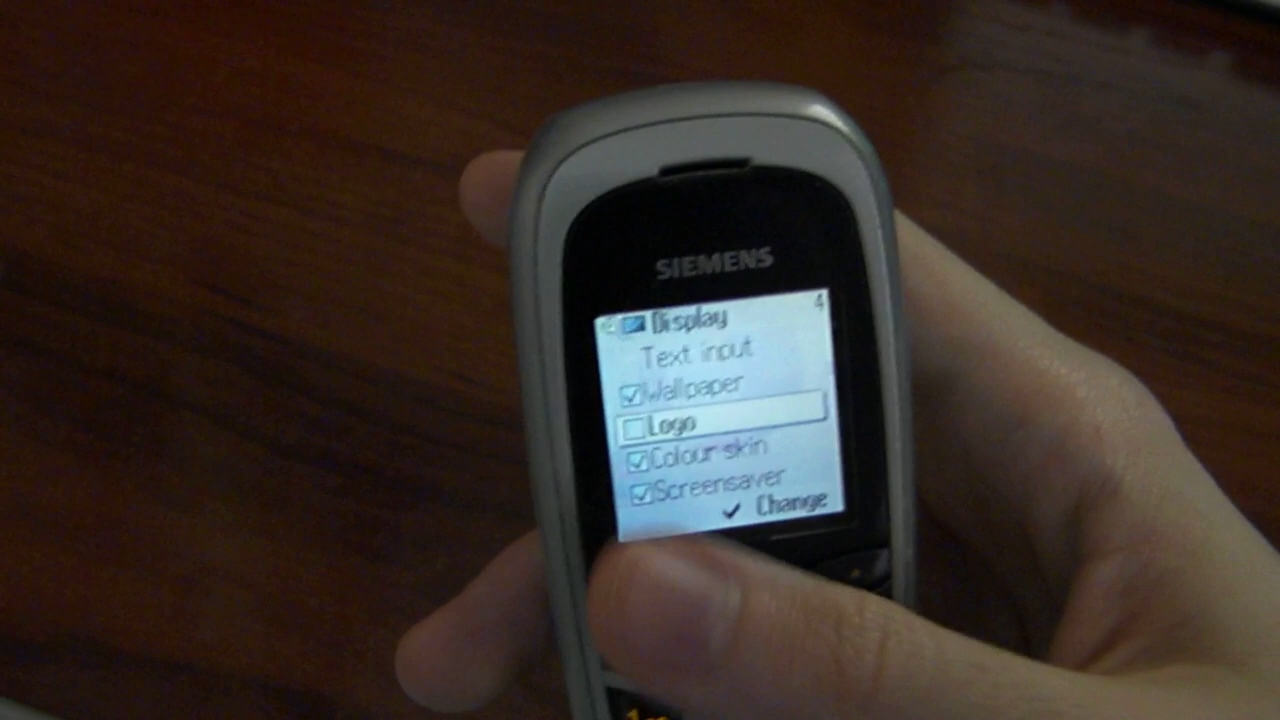 SIEMENS
Display 4
Text input
Wallpaper
Logo
Colour skin
Screensaver
Change